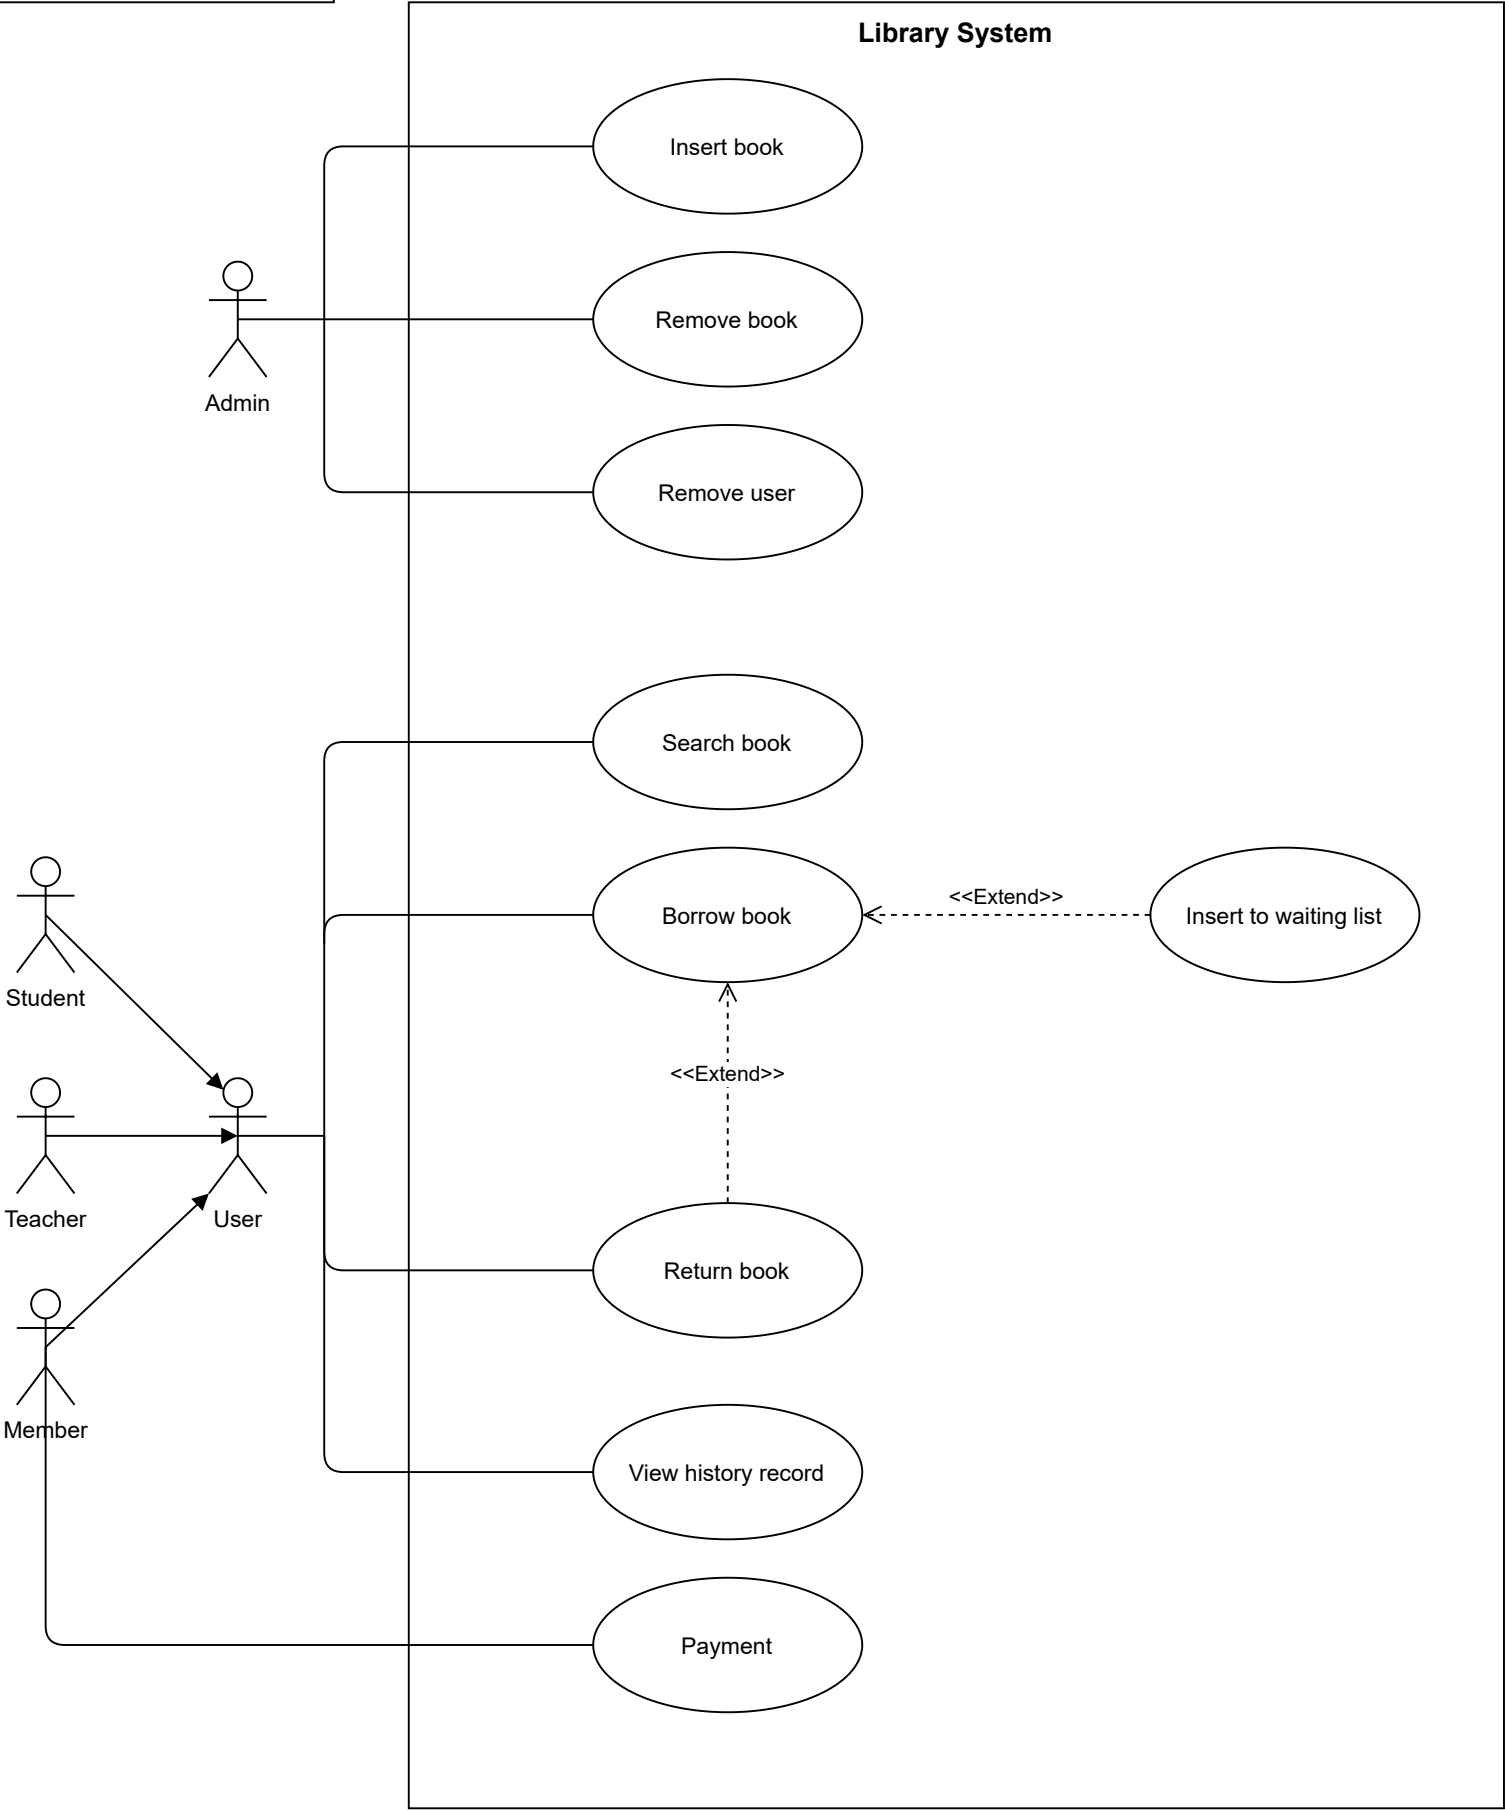 Library System
Insert book
Remove book
Admin
Remove user
Search book
Borrow book
<<Extend>>
Insert to waiting list
Student
<<Extend>>
Teacher
User
Return book
Member
View history record
Payment